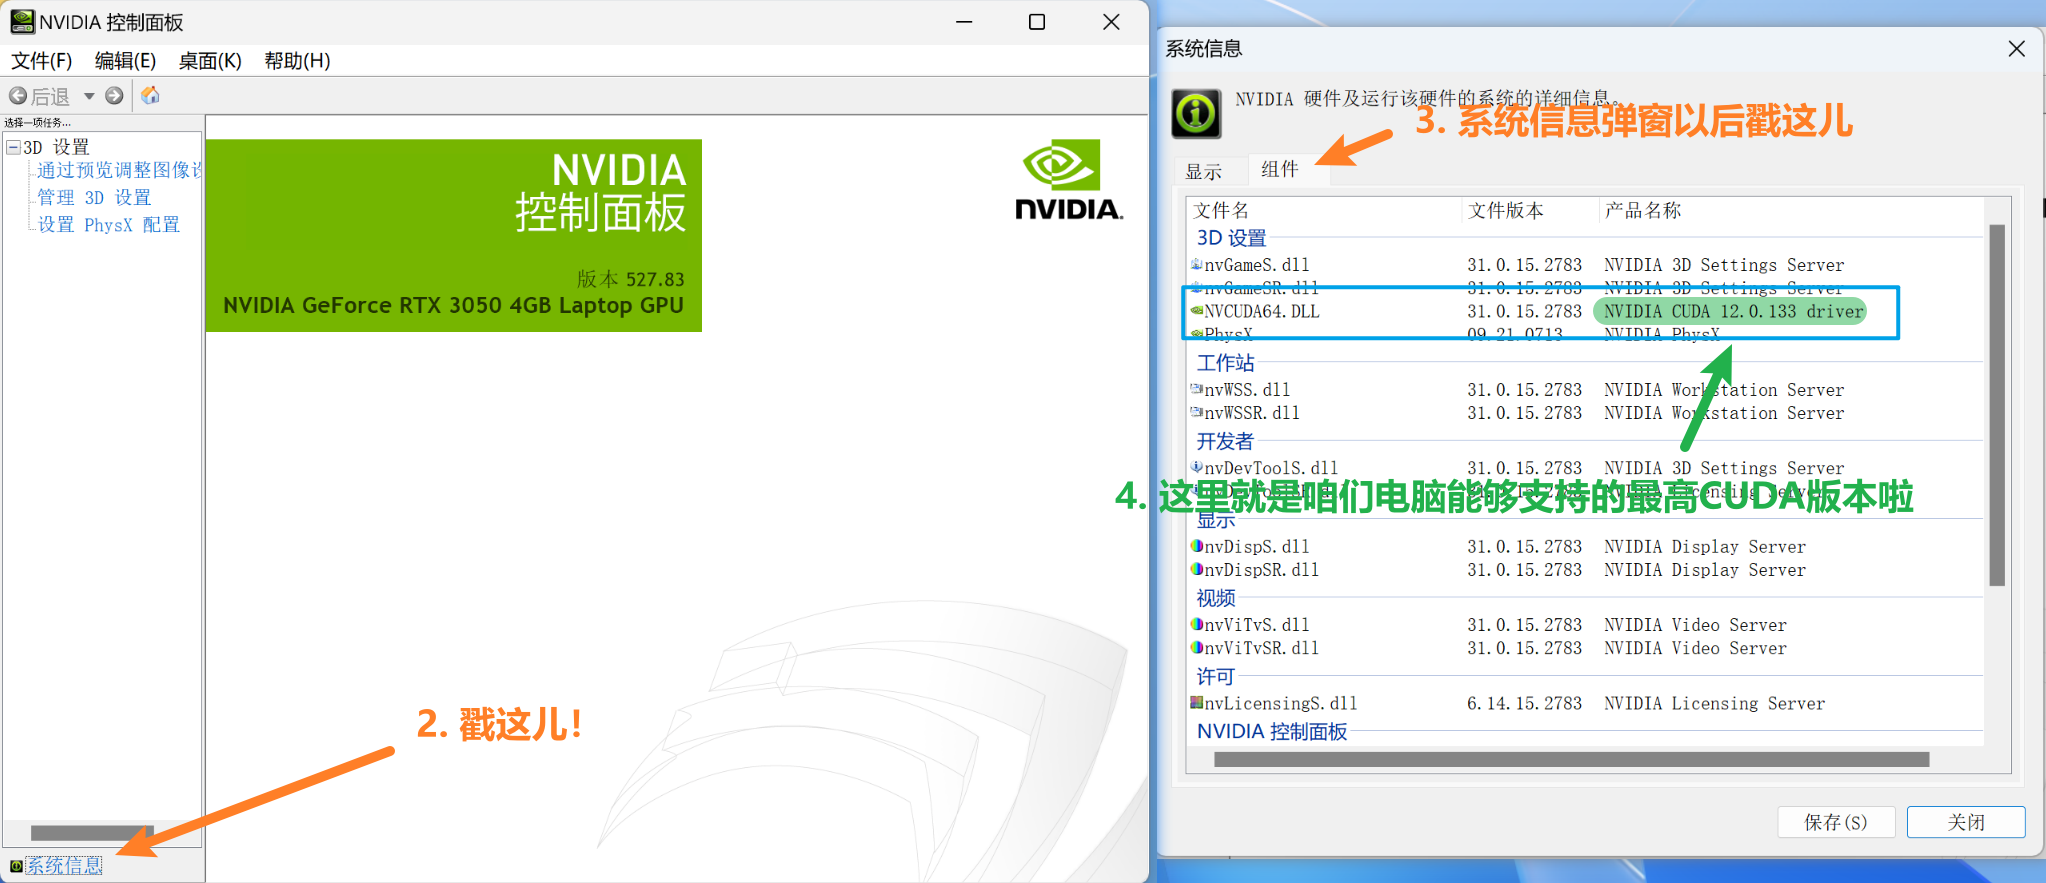 NVIDIA 控制面板
文件(F) 编辑(E) 桌面(K) 帮助(H)
后退
选择一项任务...
3D 设置
通过预览调整图像设
管理 3D 设置
设置 PhysX 配置
NVIDIA
控制面板
版本 527.83
NVIDIA GeForce RTX 3050 4GB Laptop GPU
NVIDIA.
2. 戳这儿！
系统信息
系统信息
NVIDIA 硬件及运行该硬件的系统的详细信息。
3. 系统信息弹窗以后戳这儿
显示 组件
文件名 文件版本 产品名称
3D 设置
nvGameS.dll 31.0.15.2783 NVIDIA 3D Settings Server
nvGameSR.dll 31.0.15.2783 NVIDIA 3D Settings Server
NVCUDA64.DLL 31.0.15.2783 NVIDIA CUDA 12.0.133 driver
PhysX 09.21.0713 NVIDIA PhysX
工作站
nvWSS.dll 31.0.15.2783 NVIDIA Workstation Server
nvWSSR.dll 31.0.15.2783 NVIDIA Workstation Server
开发者
nvDevToolS.dll 31.0.15.2783 NVIDIA 3D Settings Server
nvDevToolSR.dll 31.0.15.2783 NVIDIA Licensing Server
4. 这里就是咱们电脑能够支持的最高CUDA版本啦
显示
nvDispS.dll 31.0.15.2783 NVIDIA Display Server
nvDispSR.dll 31.0.15.2783 NVIDIA Display Server
视频
nvViTvS.dll 31.0.15.2783 NVIDIA Video Server
nvViTvSR.dll 31.0.15.2783 NVIDIA Video Server
许可
nvLicensingS.dll 6.14.15.2783 NVIDIA Licensing Server
NVIDIA 控制面板
保存(S) 关闭